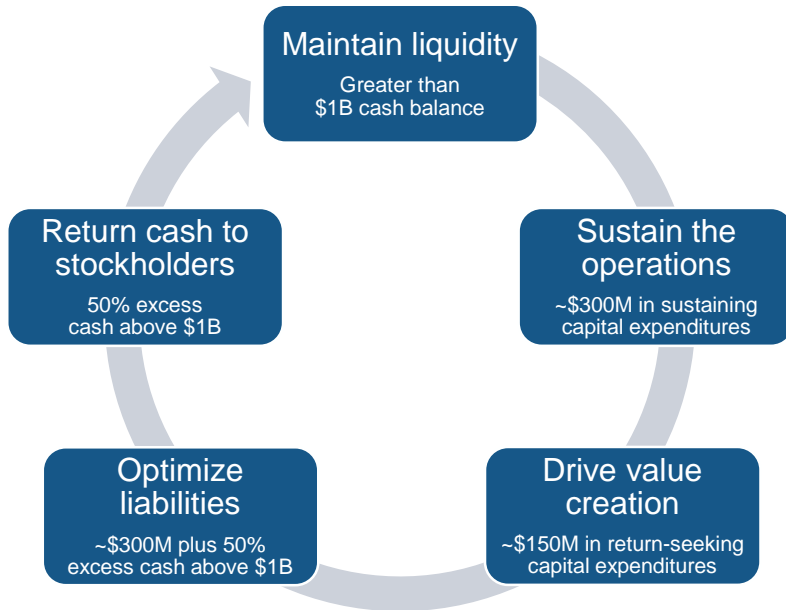 Maintain liquidity
Greater than
$1B cash balance
Sustain the
operations
~$300M in sustaining
capital expenditures
Drive value
creation
~$150M in return-seeking
capital expenditures
Optimize
liabilities
~$300M plus 50%
excess cash above $1B
Return cash to
stockholders
50% excess
cash above $1B